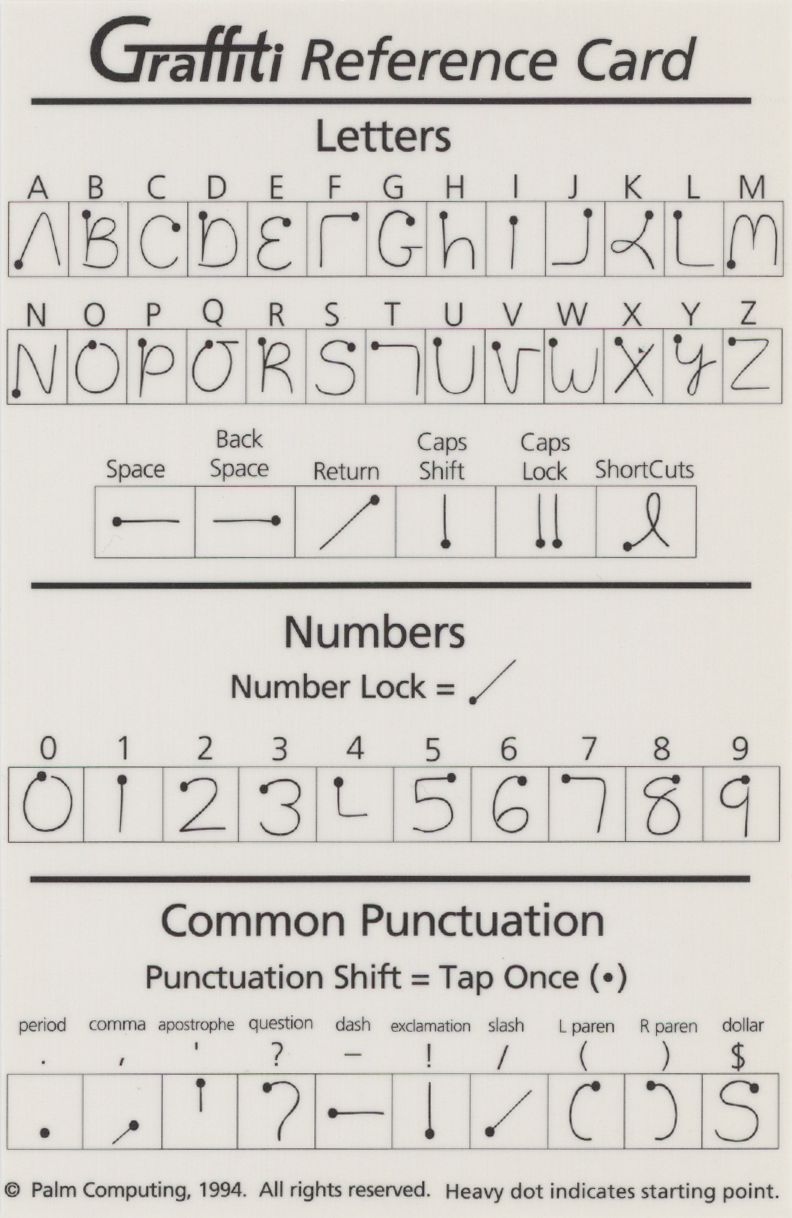 Graffiti Reference Card
Letters
A B C D E F G H I J K L M
N O P Q R S T U V W X Y Z
Space Back Space Return Caps Shift Caps Lock ShortCuts
Numbers
Number Lock =
0 1 2 3 4 5 6 7 8 9
Common Punctuation
Punctuation Shift = Tap Once (•)
period comma apostrophe question dash exclamation slash L paren R paren dollar
. , ' ? – ! / ( ) $
© Palm Computing, 1994. All rights reserved. Heavy dot indicates starting point.